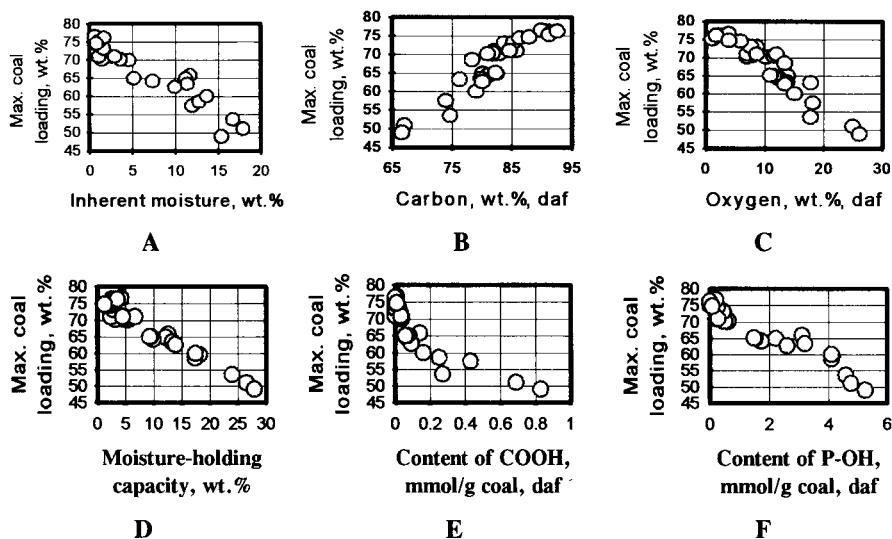 Max. coal
loading, wt.%
80
75
70
65
60
55
50
45
0 5 10 15 20
Inherent moisture, wt.%
A
Max. coal
loading, wt.%
80
75
70
65
60
55
50
45
65 75 85 95
Carbon, wt.%, daf
B
Max. coal
loading, wt.%
80
75
70
65
60
55
50
45
0 10 20 30
Oxygen, wt.%, daf
C
Max. coal
loading, wt.%
80
75
70
65
60
55
50
45
0 5 10 15 20 25 30
Moisture-holding
capacity, wt.%
D
Max. coal
loading, wt.%
80
75
70
65
60
55
50
45
0 0.2 0.4 0.6 0.8 1
Content of COOH,
mmol/g coal, daf
E
Max. coal
loading, wt.%
80
75
70
65
60
55
50
45
0 2 4 6
Content of P-OH,
mmol/g coal, daf
F